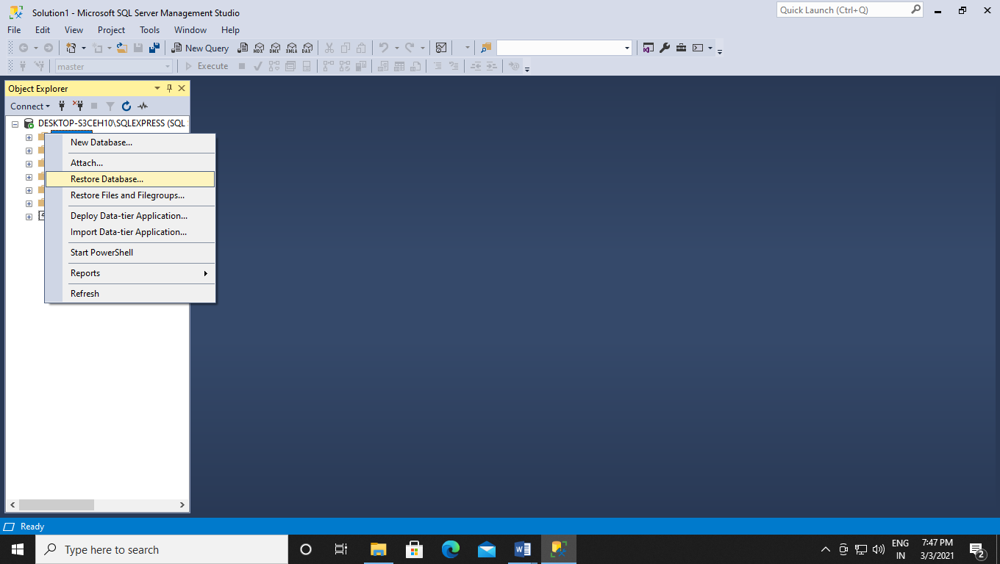 Solution1 - Microsoft SQL Server Management Studio
Quick Launch (Ctrl+Q)
File Edit View Project Tools Window Help
New Query MDX DMX XMLA DAX
master Execute
Object Explorer
Connect
DESKTOP-S3CEH10\SQLEXPRESS (SQL
New Database...
Attach...
Restore Database...
Restore Files and Filegroups...
Deploy Data-tier Application...
Import Data-tier Application...
Start PowerShell
Reports
Refresh
Ready
Type here to search
ENG
IN
7:47 PM
3/3/2021
2